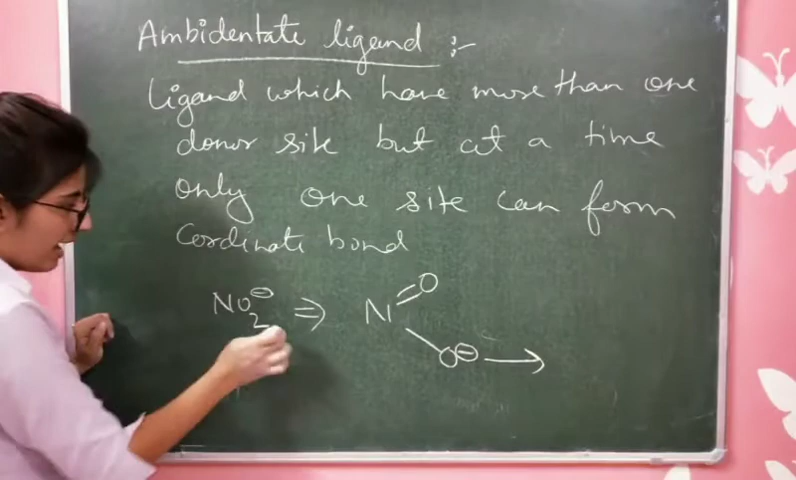 Ambidentate ligand :-
Ligand which have more than one
donor site but at a time
only one site can form
Cordinate bond
NO₂⊖ ⇒ N=O
O⊖ →